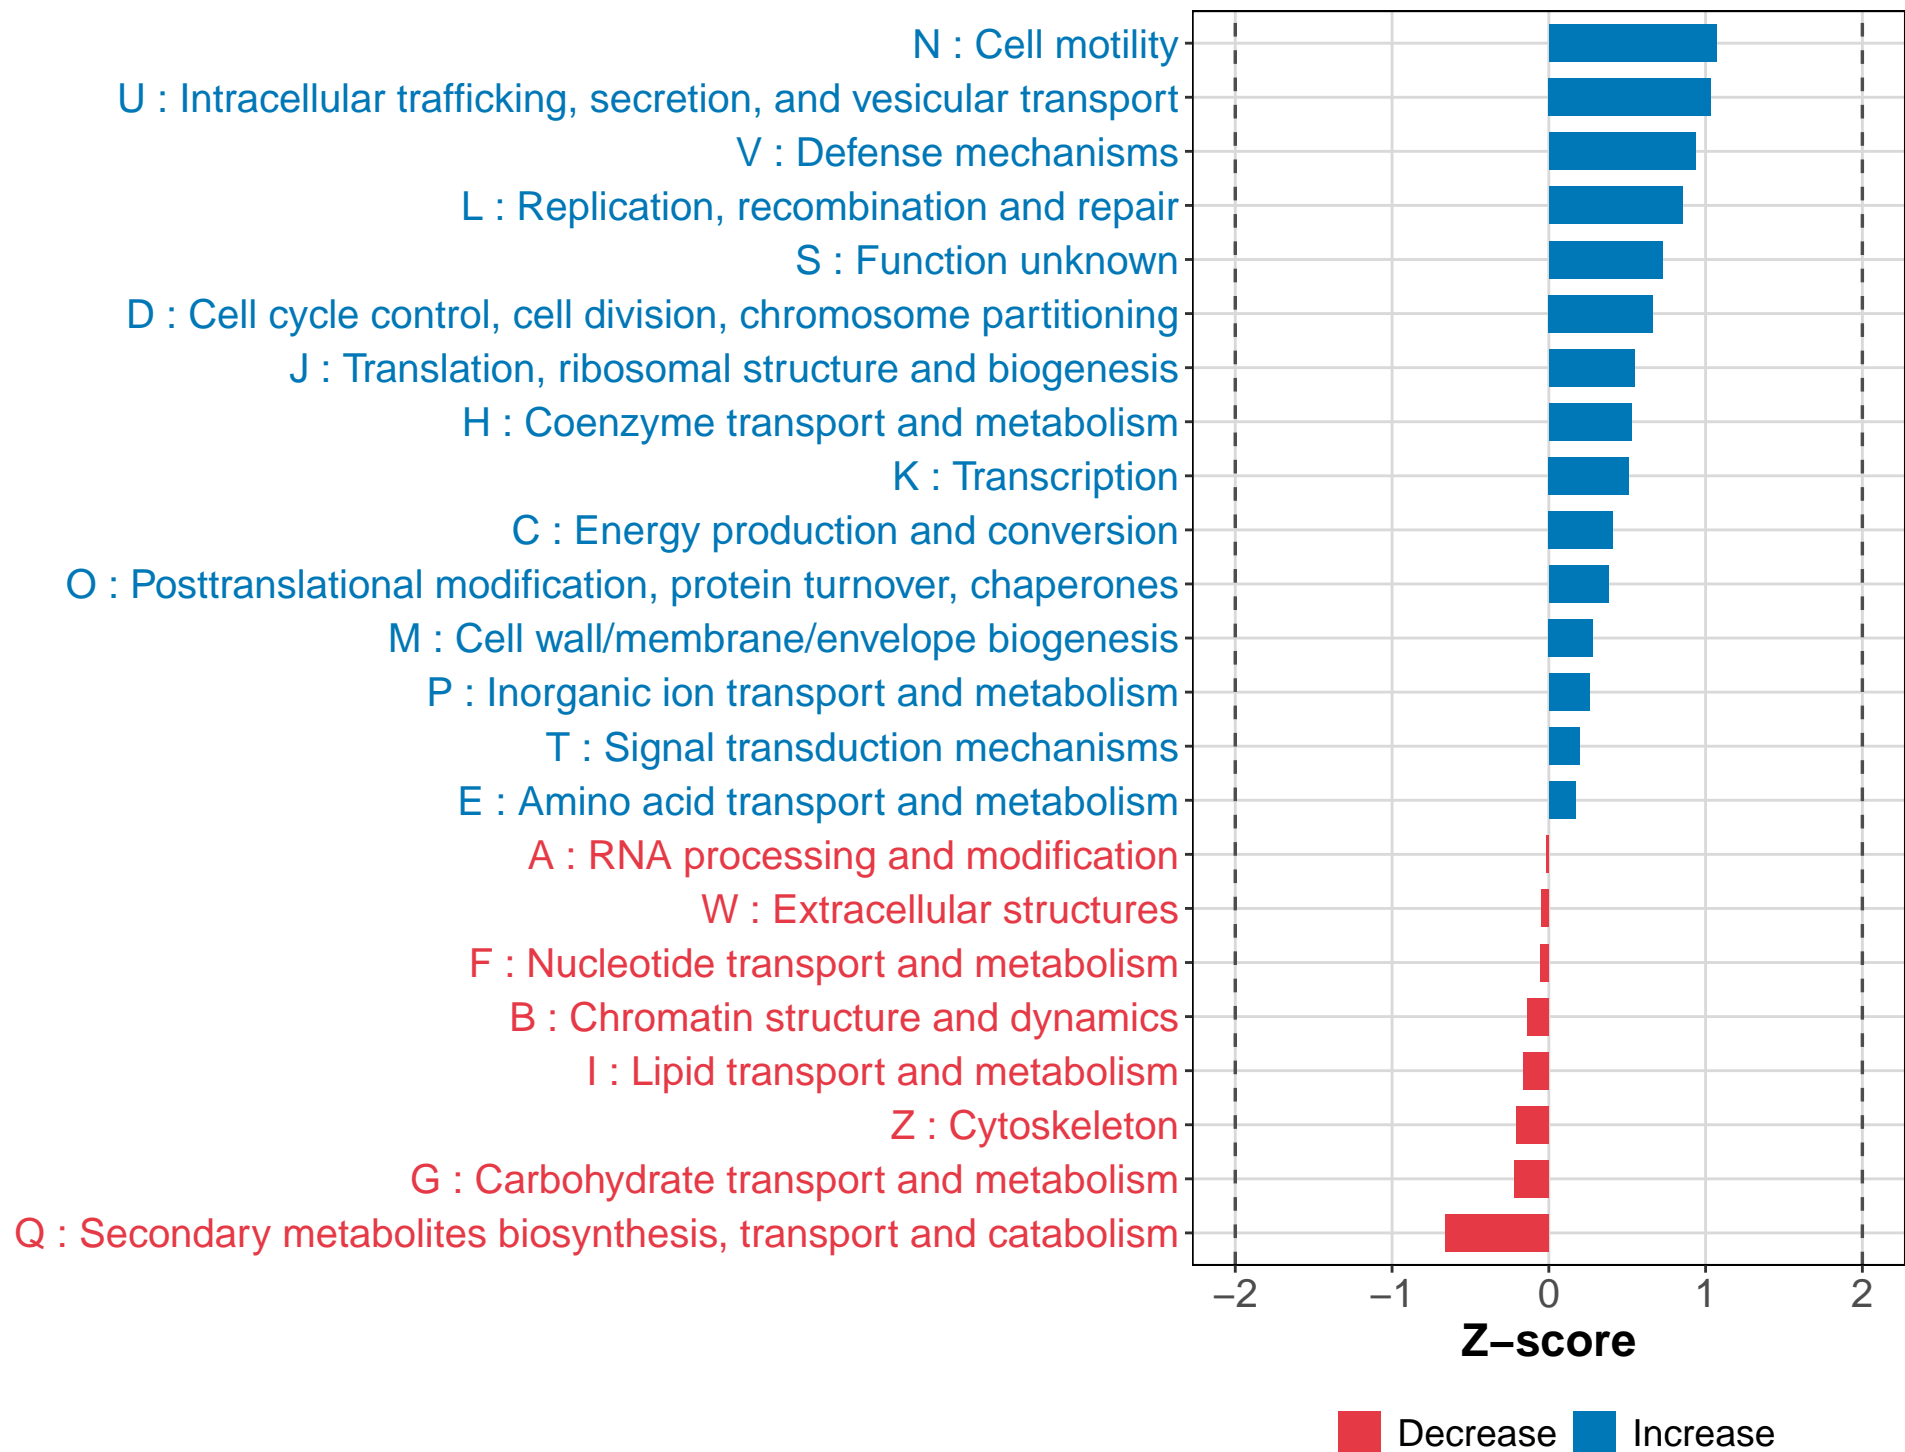 N : Cell motility
U : Intracellular trafficking, secretion, and vesicular transport
V : Defense mechanisms
L : Replication, recombination and repair
S : Function unknown
D : Cell cycle control, cell division, chromosome partitioning
J : Translation, ribosomal structure and biogenesis
H : Coenzyme transport and metabolism
K : Transcription
C : Energy production and conversion
O : Posttranslational modification, protein turnover, chaperones
M : Cell wall/membrane/envelope biogenesis
P : Inorganic ion transport and metabolism
T : Signal transduction mechanisms
E : Amino acid transport and metabolism
A : RNA processing and modification
W : Extracellular structures
F : Nucleotide transport and metabolism
B : Chromatin structure and dynamics
I : Lipid transport and metabolism
Z : Cytoskeleton
G : Carbohydrate transport and metabolism
Q : Secondary metabolites biosynthesis, transport and catabolism
−2 −1 0 1 2
Z−score
Decrease Increase